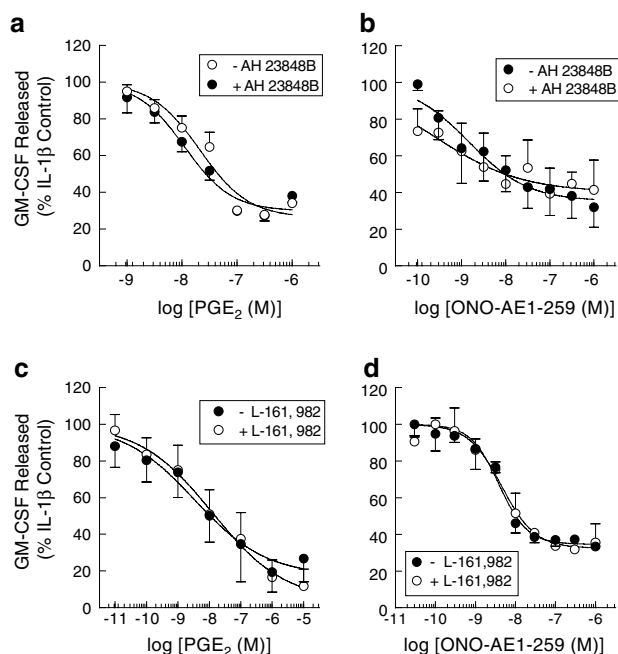 a
GM-CSF Released
(% IL-1β Control)
120
100
80
60
40
20
0
- AH 23848B
+ AH 23848B
-9
-8
-7
-6
log [PGE₂ (M)]
b
120
100
80
60
40
20
0
- AH 23848B
+ AH 23848B
-10
-9
-8
-7
-6
log [ONO-AE1-259 (M)]
c
GM-CSF Released
(% IL-1β Control)
120
100
80
60
40
20
0
- L-161, 982
+ L-161, 982
-11
-10
-9
-8
-7
-6
-5
log [PGE₂ (M)]
d
120
100
80
60
40
20
0
- L-161,982
+ L-161,982
-10
-9
-8
-7
-6
log [ONO-AE1-259 (M)]